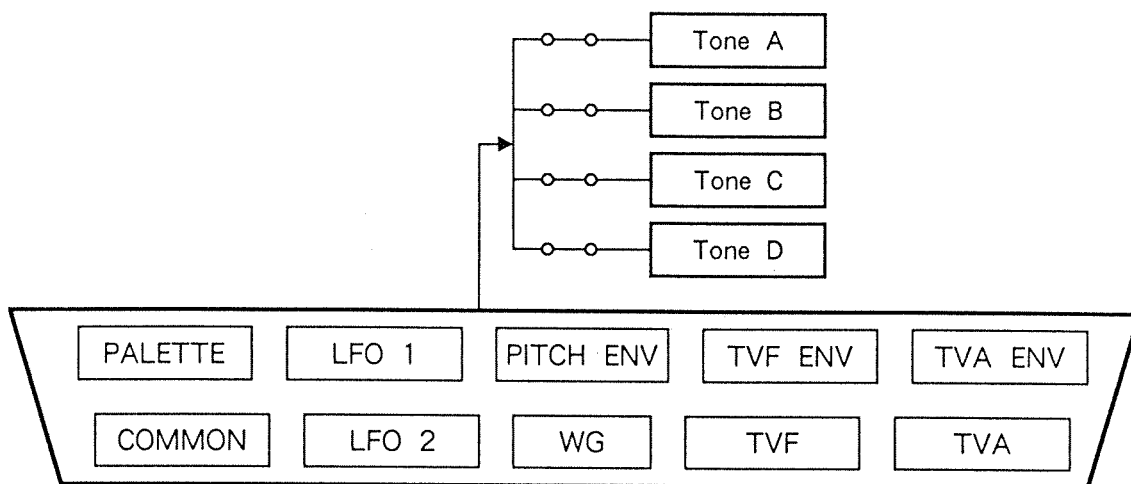 Tone A
Tone B
Tone C
Tone D
PALETTE LFO 1 PITCH ENV TVF ENV TVA ENV
COMMON LFO 2 WG TVF TVA